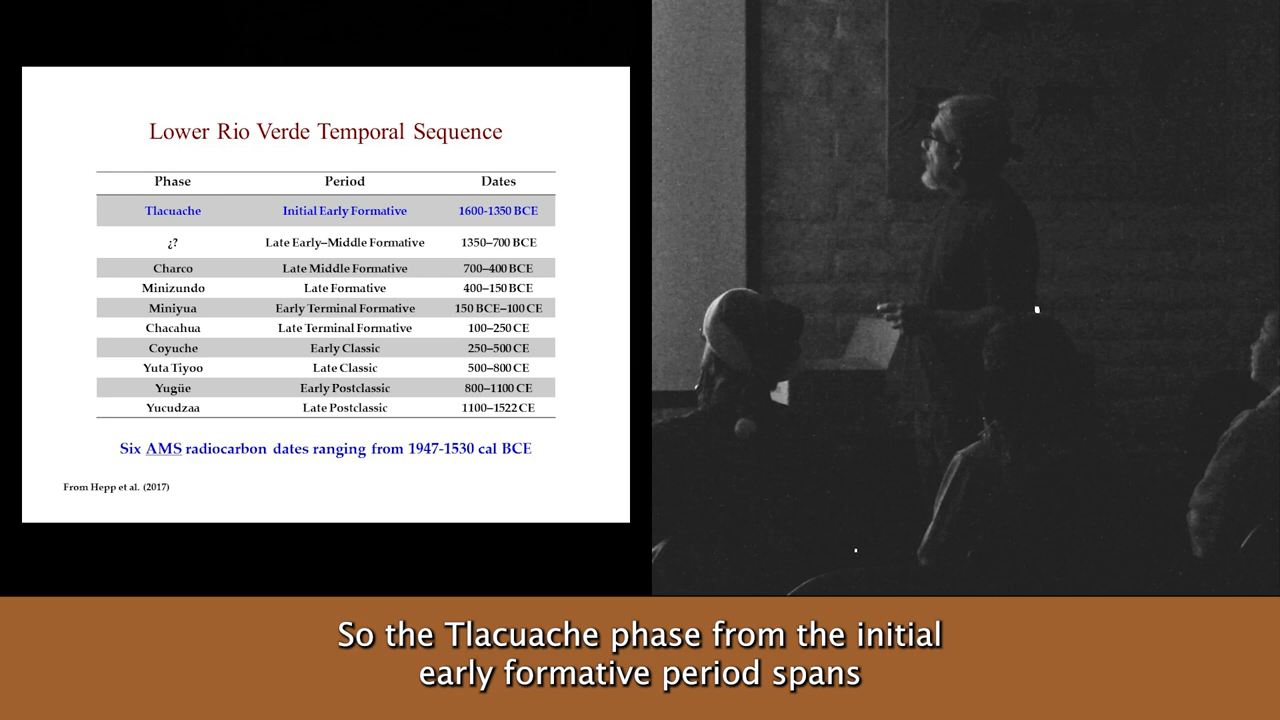 Lower Rio Verde Temporal Sequence
Phase Period Dates
Tlacuache Initial Early Formative 1600-1350 BCE
¿? Late Early–Middle Formative 1350–700 BCE
Charco Late Middle Formative 700–400 BCE
Minizundo Late Formative 400–150 BCE
Miniyua Early Terminal Formative 150 BCE–100 CE
Chacahua Late Terminal Formative 100–250 CE
Coyuche Early Classic 250–500 CE
Yuta Tiyoo Late Classic 500–800 CE
Yugüe Early Postclassic 800–1100 CE
Yucudzaa Late Postclassic 1100–1522 CE
Six AMS radiocarbon dates ranging from 1947-1530 cal BCE
From Hepp et al. (2017)
So the Tlacuache phase from the initial
early formative period spans